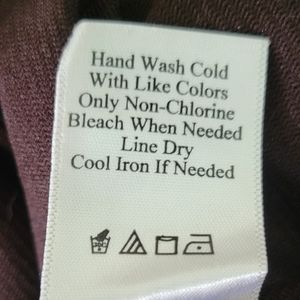 Hand Wash Cold
With Like Colors
Only Non-Chlorine
Bleach When Needed
Line Dry
Cool Iron If Needed